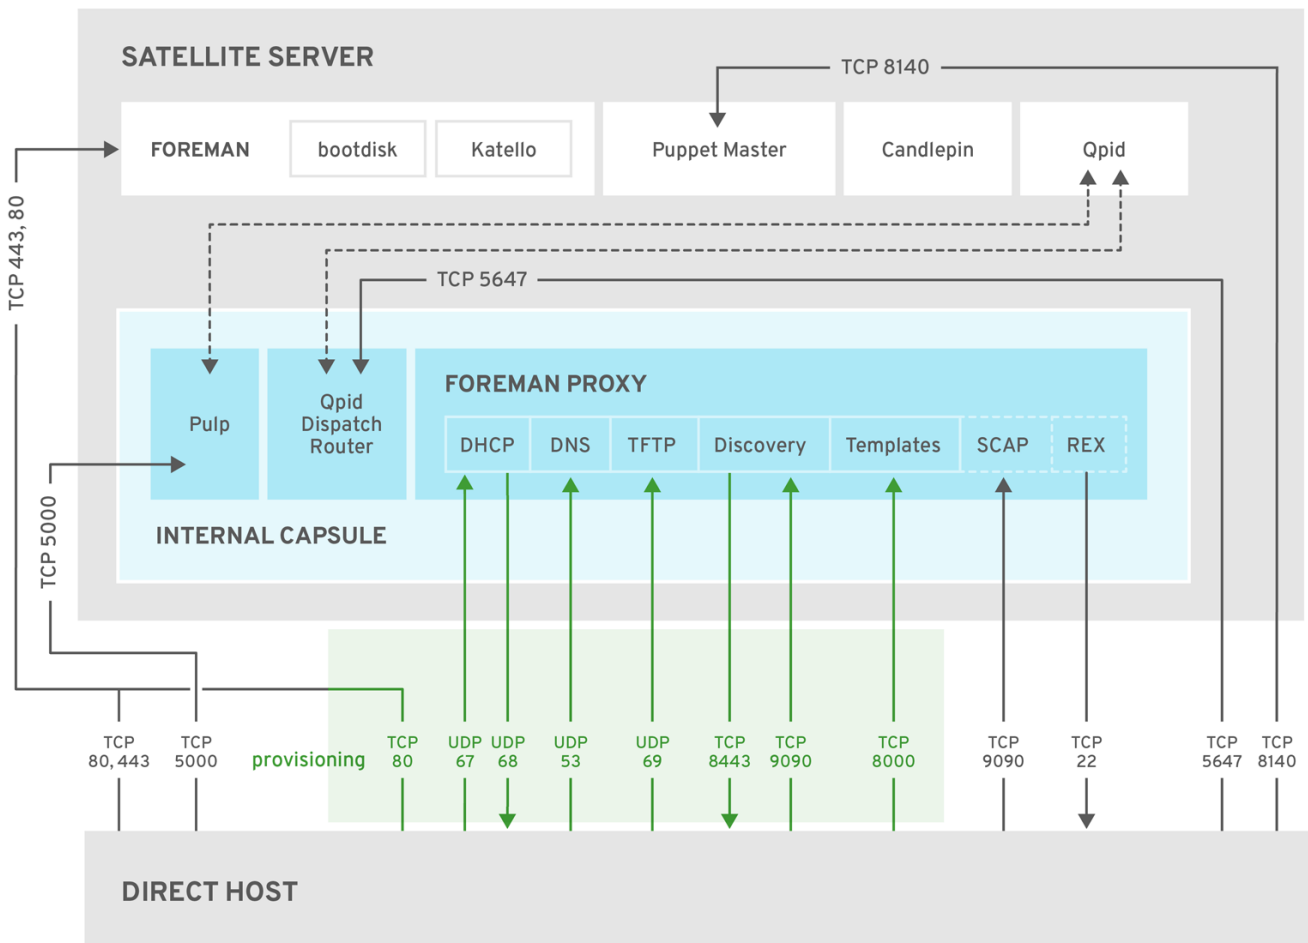 SATELLITE SERVER
TCP 8140
FOREMAN
bootdisk
Katello
Puppet Master
Candlepin
Qpid
TCP 443, 80
TCP 5647
FOREMAN PROXY
Pulp
Qpid
Dispatch
Router
DHCP
DNS
TFTP
Discovery
Templates
SCAP
REX
INTERNAL CAPSULE
TCP 5000
TCP
80, 443
TCP
5000
provisioning
TCP
80
UDP
67
UDP
68
UDP
53
UDP
69
TCP
8443
TCP
9090
TCP
8000
TCP
9090
TCP
22
TCP
5647
TCP
8140
DIRECT HOST